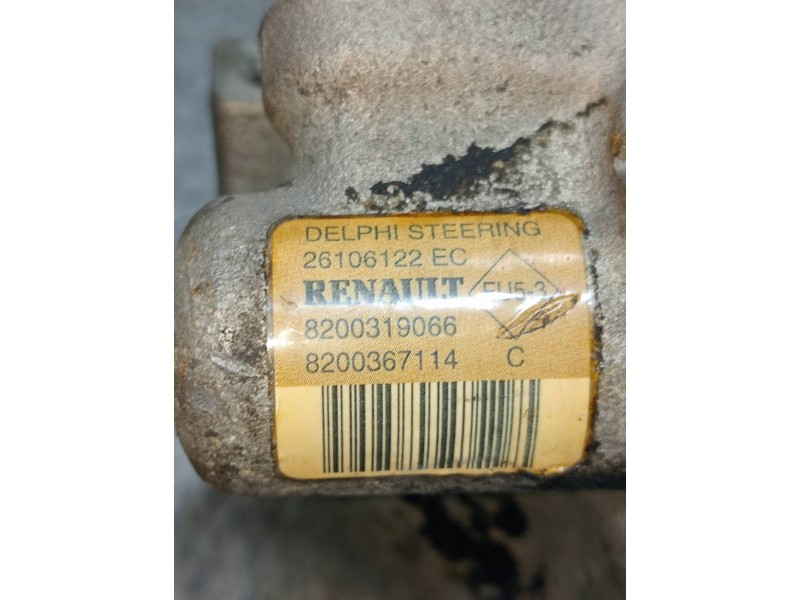 DELPHI STEERING
26106122 EC
RENAULT EU5-3
8200319066
8200367114 C